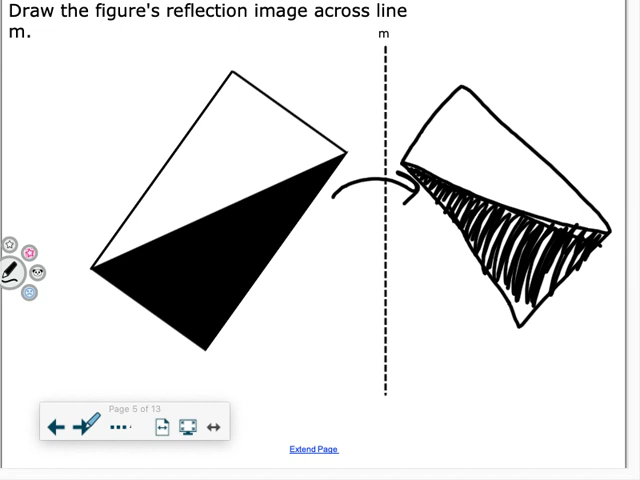 Draw the figure's reflection image across line
m.
m
Page 5 of 13
Extend Page